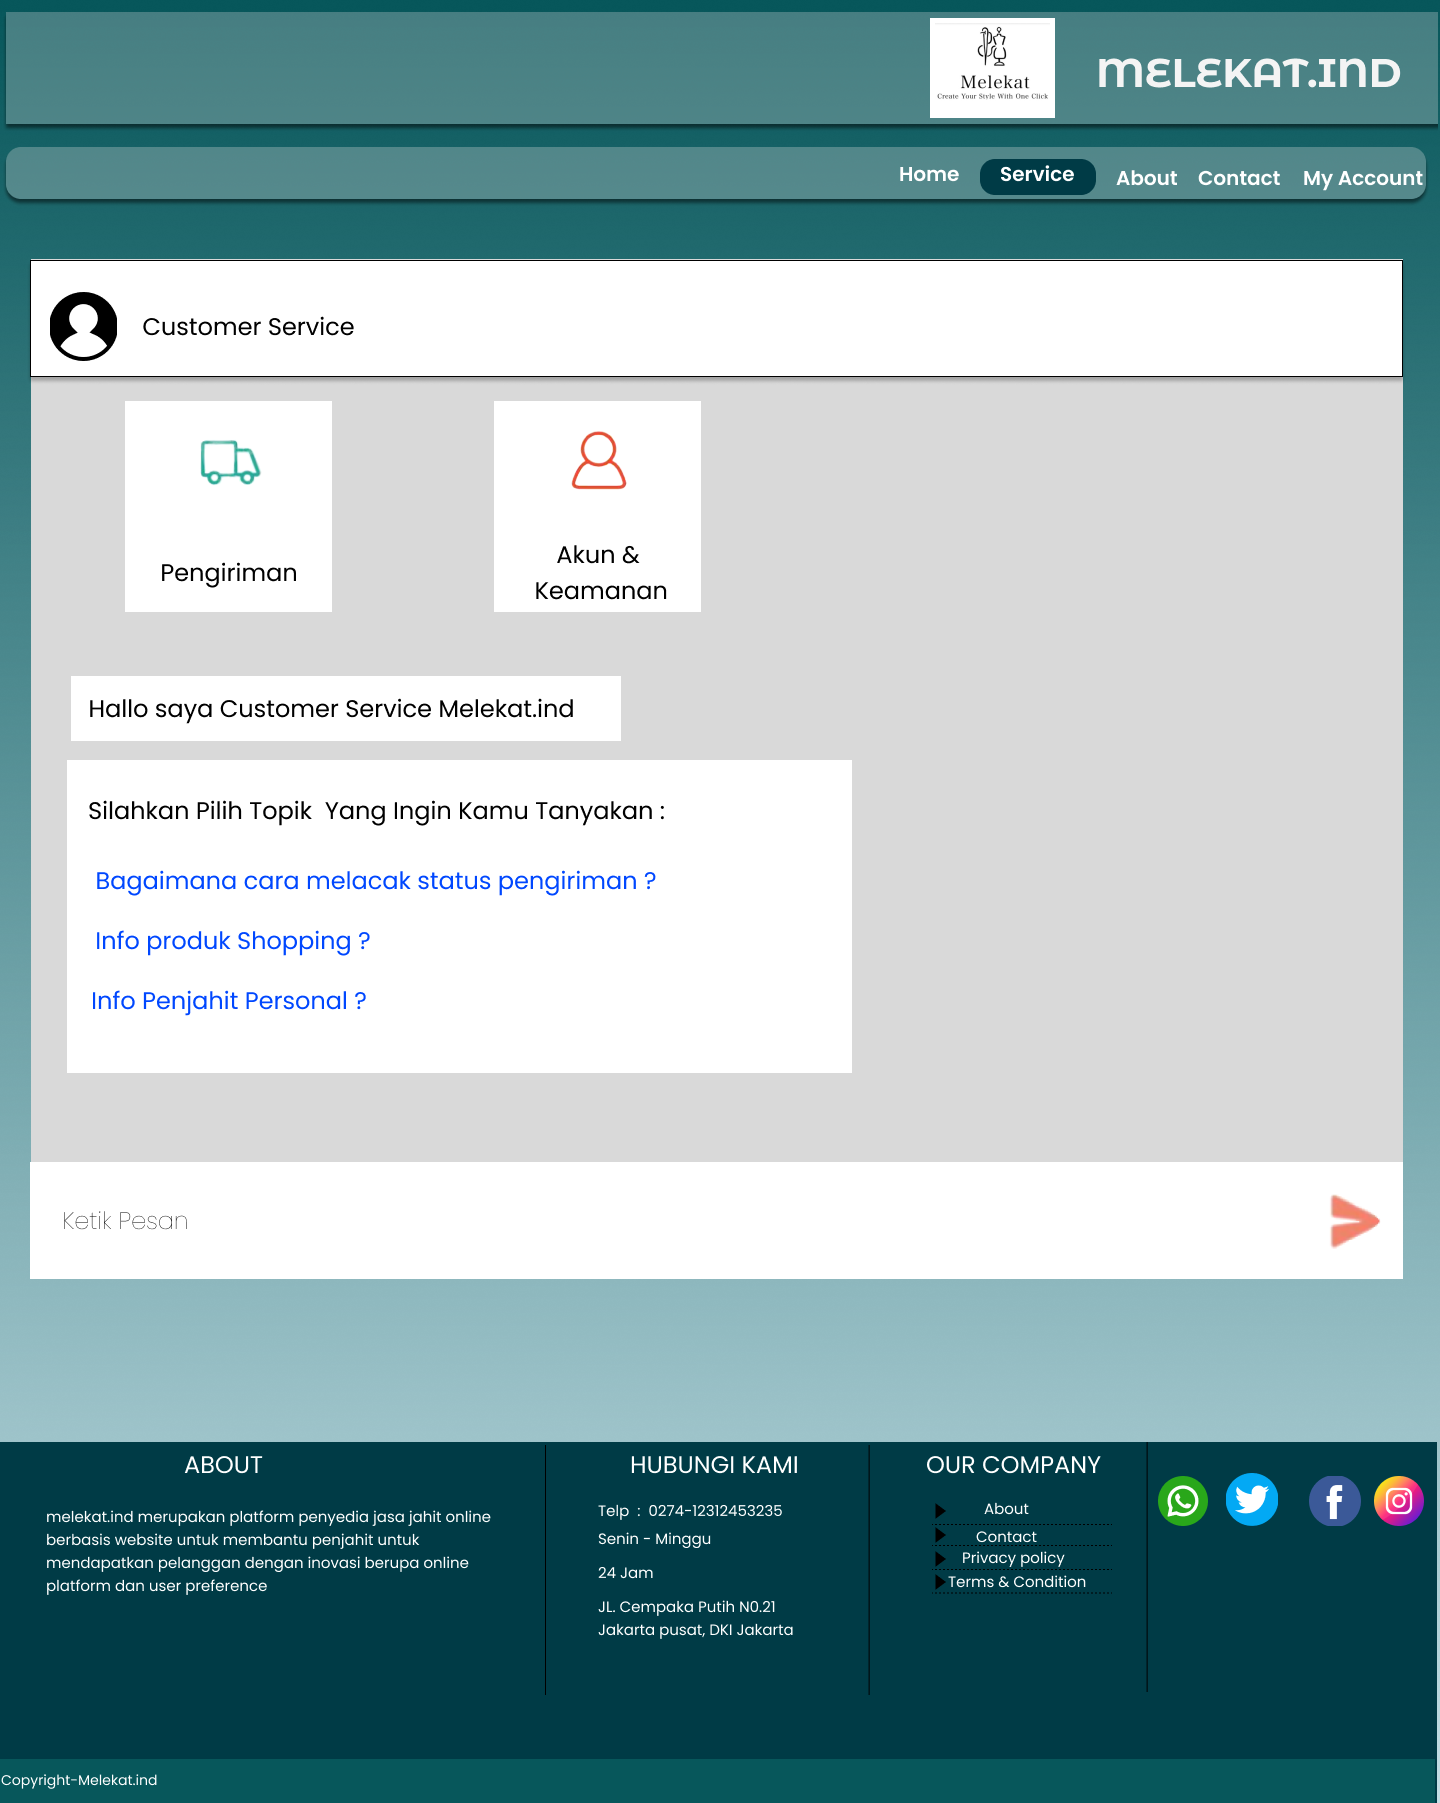 Melekat
Create Your Style With One Click
MELEKAT.IND
Home
Service
About
Contact
My Account
Customer Service
Pengiriman
Akun &
Keamanan
Hallo saya Customer Service Melekat.ind
Silahkan Pilih Topik  Yang Ingin Kamu Tanyakan :
Bagaimana cara melacak status pengiriman ?
Info produk Shopping ?
Info Penjahit Personal ?
Ketik Pesan
ABOUT
melekat.ind merupakan platform penyedia jasa jahit online
berbasis website untuk membantu penjahit untuk
mendapatkan pelanggan dengan inovasi berupa online
platform dan user preference
HUBUNGI KAMI
Telp  :  0274-12312453235
Senin - Minggu
24 Jam
JL. Cempaka Putih N0.21
Jakarta pusat, DKI Jakarta
OUR COMPANY
About
Contact
Privacy policy
Terms & Condition
Copyright-Melekat.ind